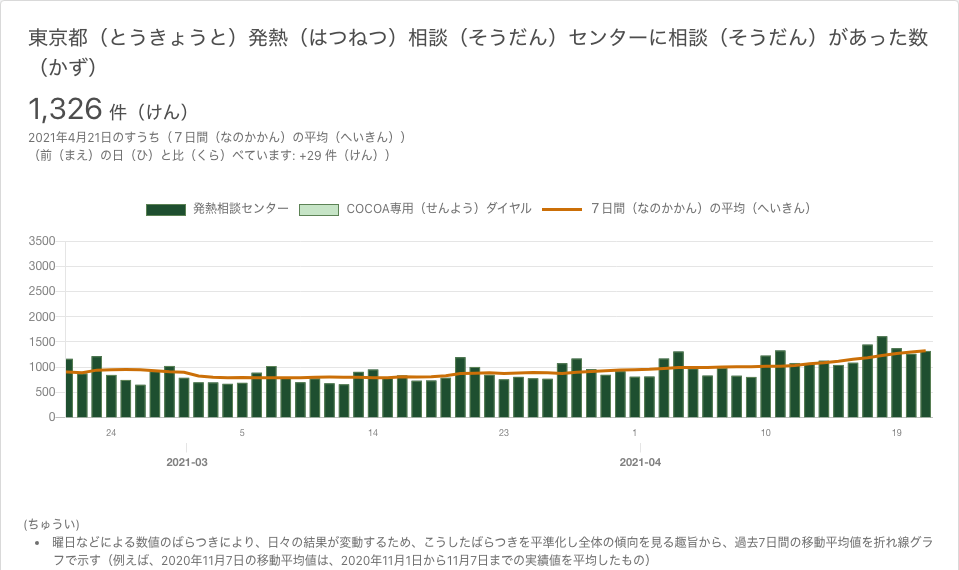 東京都（とうきょうと）発熱（はつねつ）相談（そうだん）センターに相談（そうだん）があった数
（かず）
1,326 件（けん）
2021年4月21日のすうち（７日間（なのかかん）の平均（へいきん））
（前（まえ）の日（ひ）と比（くら）べています: +29 件（けん））
発熱相談センター COCOA専用（せんよう）ダイヤル ７日間（なのかかん）の平均（へいきん）
3500
3000
2500
2000
1500
1000
500
0
24 5 14 23 1 10 19
2021-03 2021-04
(ちゅうい)
• 曜日などによる数値のばらつきにより、日々の結果が変動するため、こうしたばらつきを平準化し全体の傾向を見る趣旨から、過去7日間の移動平均値を折れ線グラ
フで示す（例えば、2020年11月7日の移動平均値は、2020年11月1日から11月7日までの実績値を平均したもの）